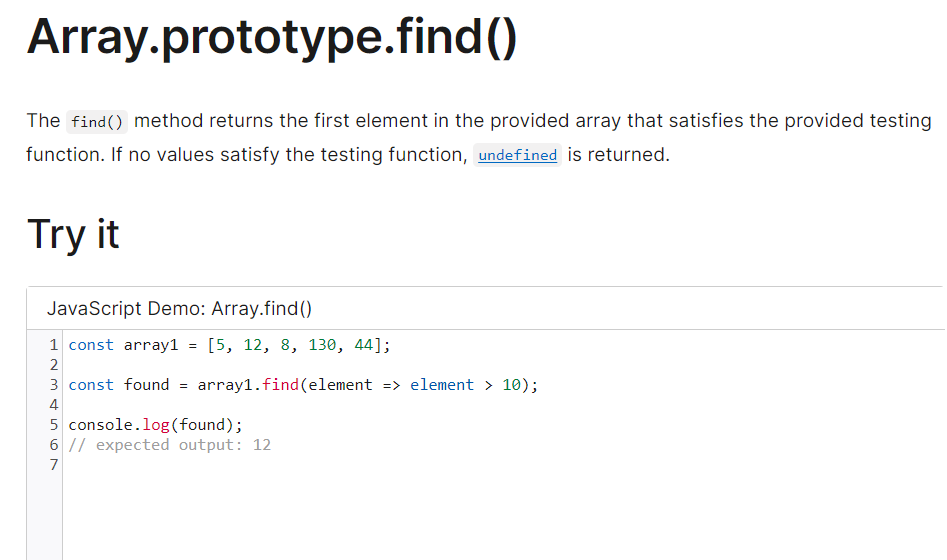 Array.prototype.find()
The find() method returns the first element in the provided array that satisfies the provided testing
function. If no values satisfy the testing function, undefined is returned.
Try it
JavaScript Demo: Array.find()
1 const array1 = [5, 12, 8, 130, 44];
2
3 const found = array1.find(element => element > 10);
4
5 console.log(found);
6 // expected output: 12
7